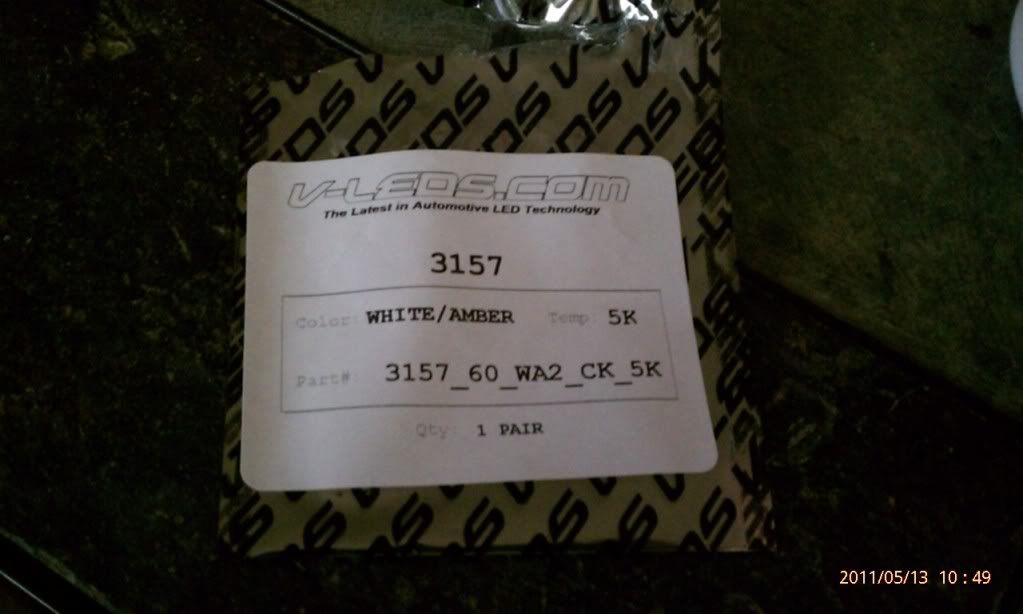 V-LEDS.COM
The Latest in Automotive LED Technology
3157
Color: WHITE/AMBER Temp: 5K
Part#: 3157_60_WA2_CK_5K
Qty: 1 PAIR
2011/05/13 10:49